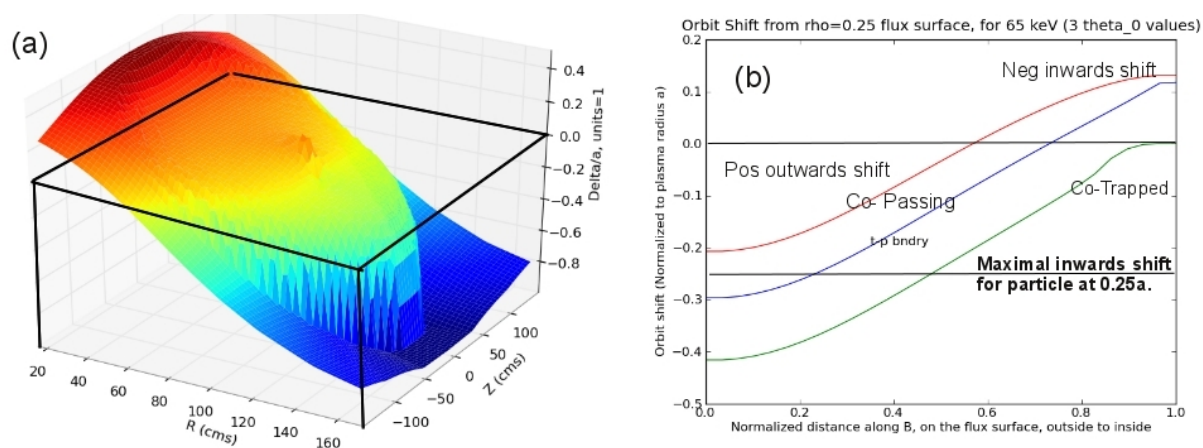 (a)
0.4
0.2
0.0
−0.2
−0.4
−0.6
−0.8
Delta/a, units=1
20
40
60
80
100
120
140
160
R (cms)
−100
−50
0
50
100
Z (cms)
Orbit Shift from rho=0.25 flux surface, for 65 keV (3 theta_0 values)
(b)
0.2
0.1
0.0
−0.1
−0.2
−0.3
−0.4
−0.5
Orbit shift (Normalized to plasma radius a)
Neg inwards shift
Pos outwards shift
Co- Passing
Co-Trapped
t-p bndry
Maximal inwards shift
for particle at 0.25a.
0.0
0.2
0.4
0.6
0.8
1.0
Normalized distance along B, on the flux surface, outside to inside